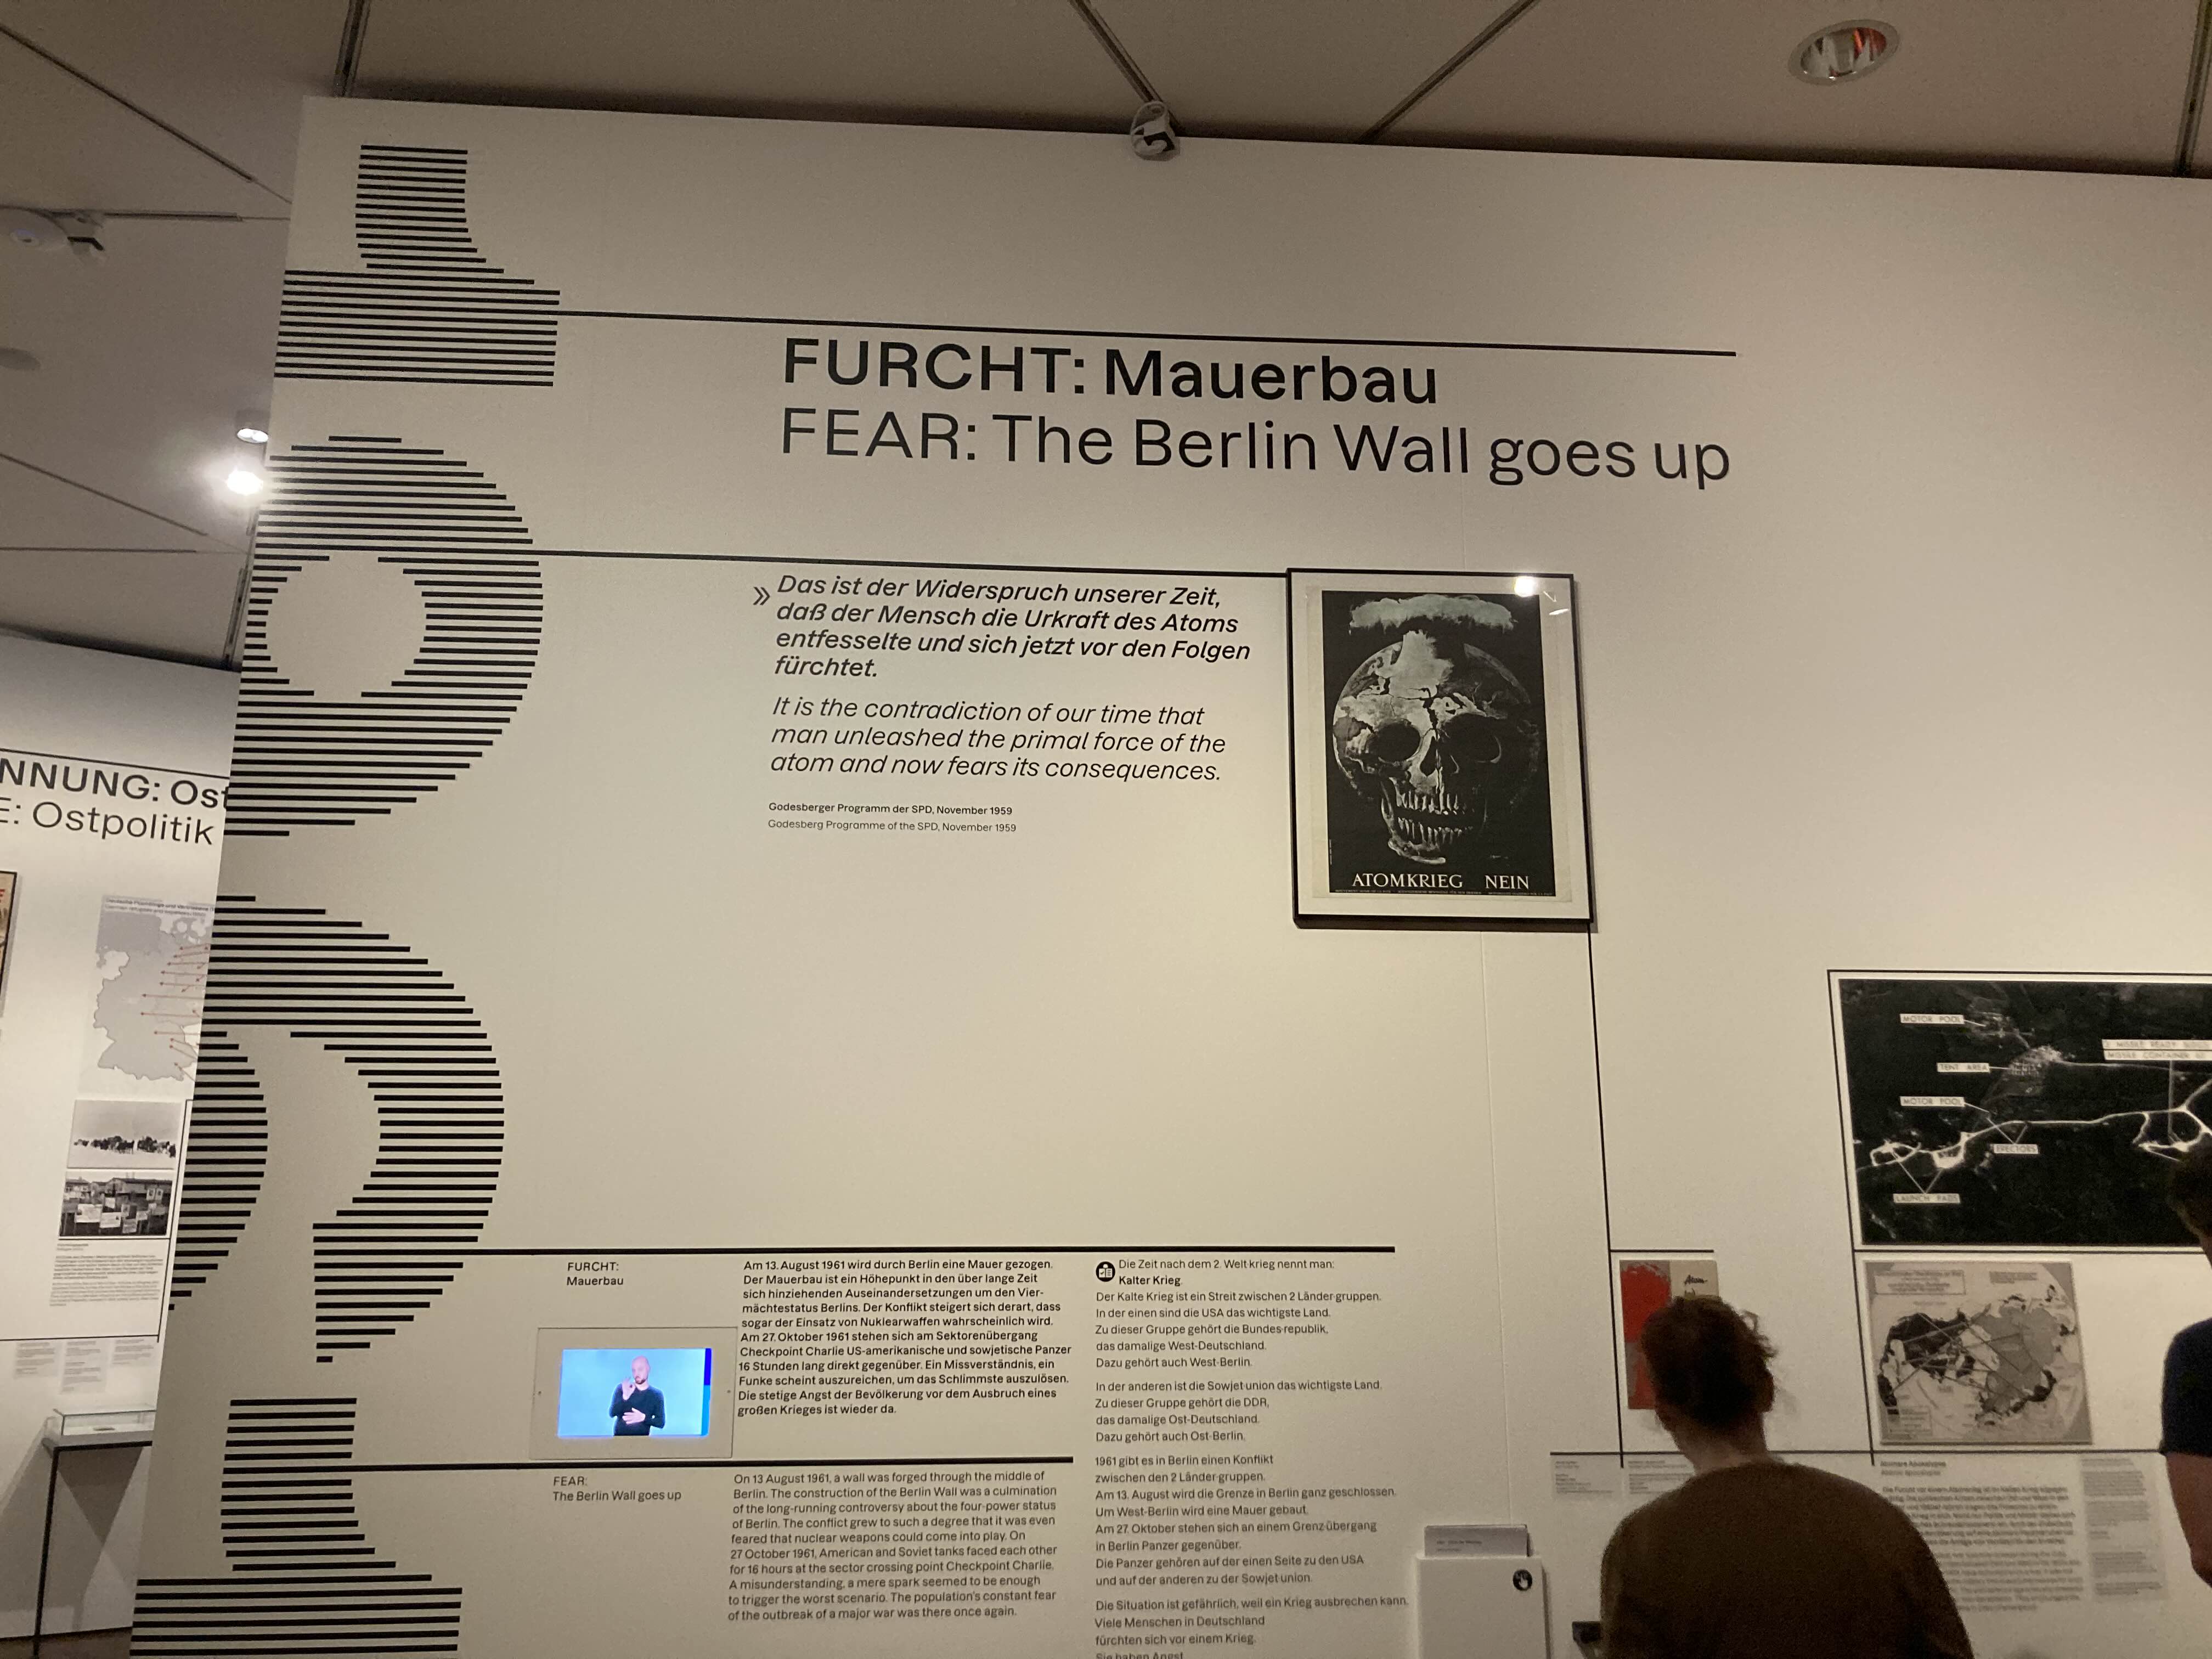 FURCHT: Mauerbau
FEAR: The Berlin Wall goes up
» Das ist der Widerspruch unserer Zeit,
daß der Mensch die Urkraft des Atoms
entfesselte und sich jetzt vor den Folgen
fürchtet.
It is the contradiction of our time that
man unleashed the primal force of the
atom and now fears its consequences.
Godesberger Programm der SPD, November 1959
Godesberg Programme of the SPD, November 1959
ATOMKRIEG NEIN
NNUNG: Ost
E: Ostpolitik
FURCHT:
Mauerbau
Am 13. August 1961 wird durch Berlin eine Mauer gezogen.
Der Mauerbau ist ein Höhepunkt in den über lange Zeit
sich hinziehenden Auseinandersetzungen um den Vier-
mächtestatus Berlins. Der Konflikt steigert sich derart, dass
sogar der Einsatz von Nuklearwaffen wahrscheinlich wird.
Am 27. Oktober 1961 stehen sich am Sektorenübergang
Checkpoint Charlie US-amerikanische und sowjetische Panzer
16 Stunden lang direkt gegenüber. Ein Missverständnis, ein
Funke scheint auszureichen, um das Schlimmste auszulösen.
Die stetige Angst der Bevölkerung vor dem Ausbruch eines
großen Krieges ist wieder da.
FEAR:
The Berlin Wall goes up
On 13 August 1961, a wall was forged through the middle of
Berlin. The construction of the Berlin Wall was a culmination
of the long-running controversy about the four-power status
of Berlin. The conflict grew to such a degree that it was even
feared that nuclear weapons could come into play. On
27 October 1961, American and Soviet tanks faced each other
for 16 hours at the sector crossing point Checkpoint Charlie.
A misunderstanding, a mere spark seemed to be enough
to trigger the worst scenario. The population's constant fear
of the outbreak of a major war was there once again.
Die Zeit nach dem 2. Welt krieg nennt man:
Kalter Krieg.
Der Kalte Krieg ist ein Streit zwischen 2 Länder·gruppen.
In der einen sind die USA das wichtigste Land.
Zu dieser Gruppe gehört die Bundes·republik,
das damalige West-Deutschland.
Dazu gehört auch West-Berlin.
In der anderen ist die Sowjet·union das wichtigste Land.
Zu dieser Gruppe gehört die DDR,
das damalige Ost-Deutschland.
Dazu gehört auch Ost-Berlin.
1961 gibt es in Berlin einen Konflikt
zwischen den 2 Länder·gruppen.
Am 13. August wird die Grenze in Berlin ganz geschlossen.
Um West-Berlin wird eine Mauer gebaut.
Am 27. Oktober stehen sich an einem Grenz·übergang
in Berlin Panzer gegenüber.
Die Panzer gehören auf der einen Seite zu den USA
und auf der anderen zu der Sowjet·union.
Die Situation ist gefährlich, weil ein Krieg ausbrechen kann.
Viele Menschen in Deutschland
fürchten sich vor einem Krieg.
Sie haben Angst
MOTOR POOL
TENT AREA
MOTOR POOL
ERECTORS
LAUNCH PADS